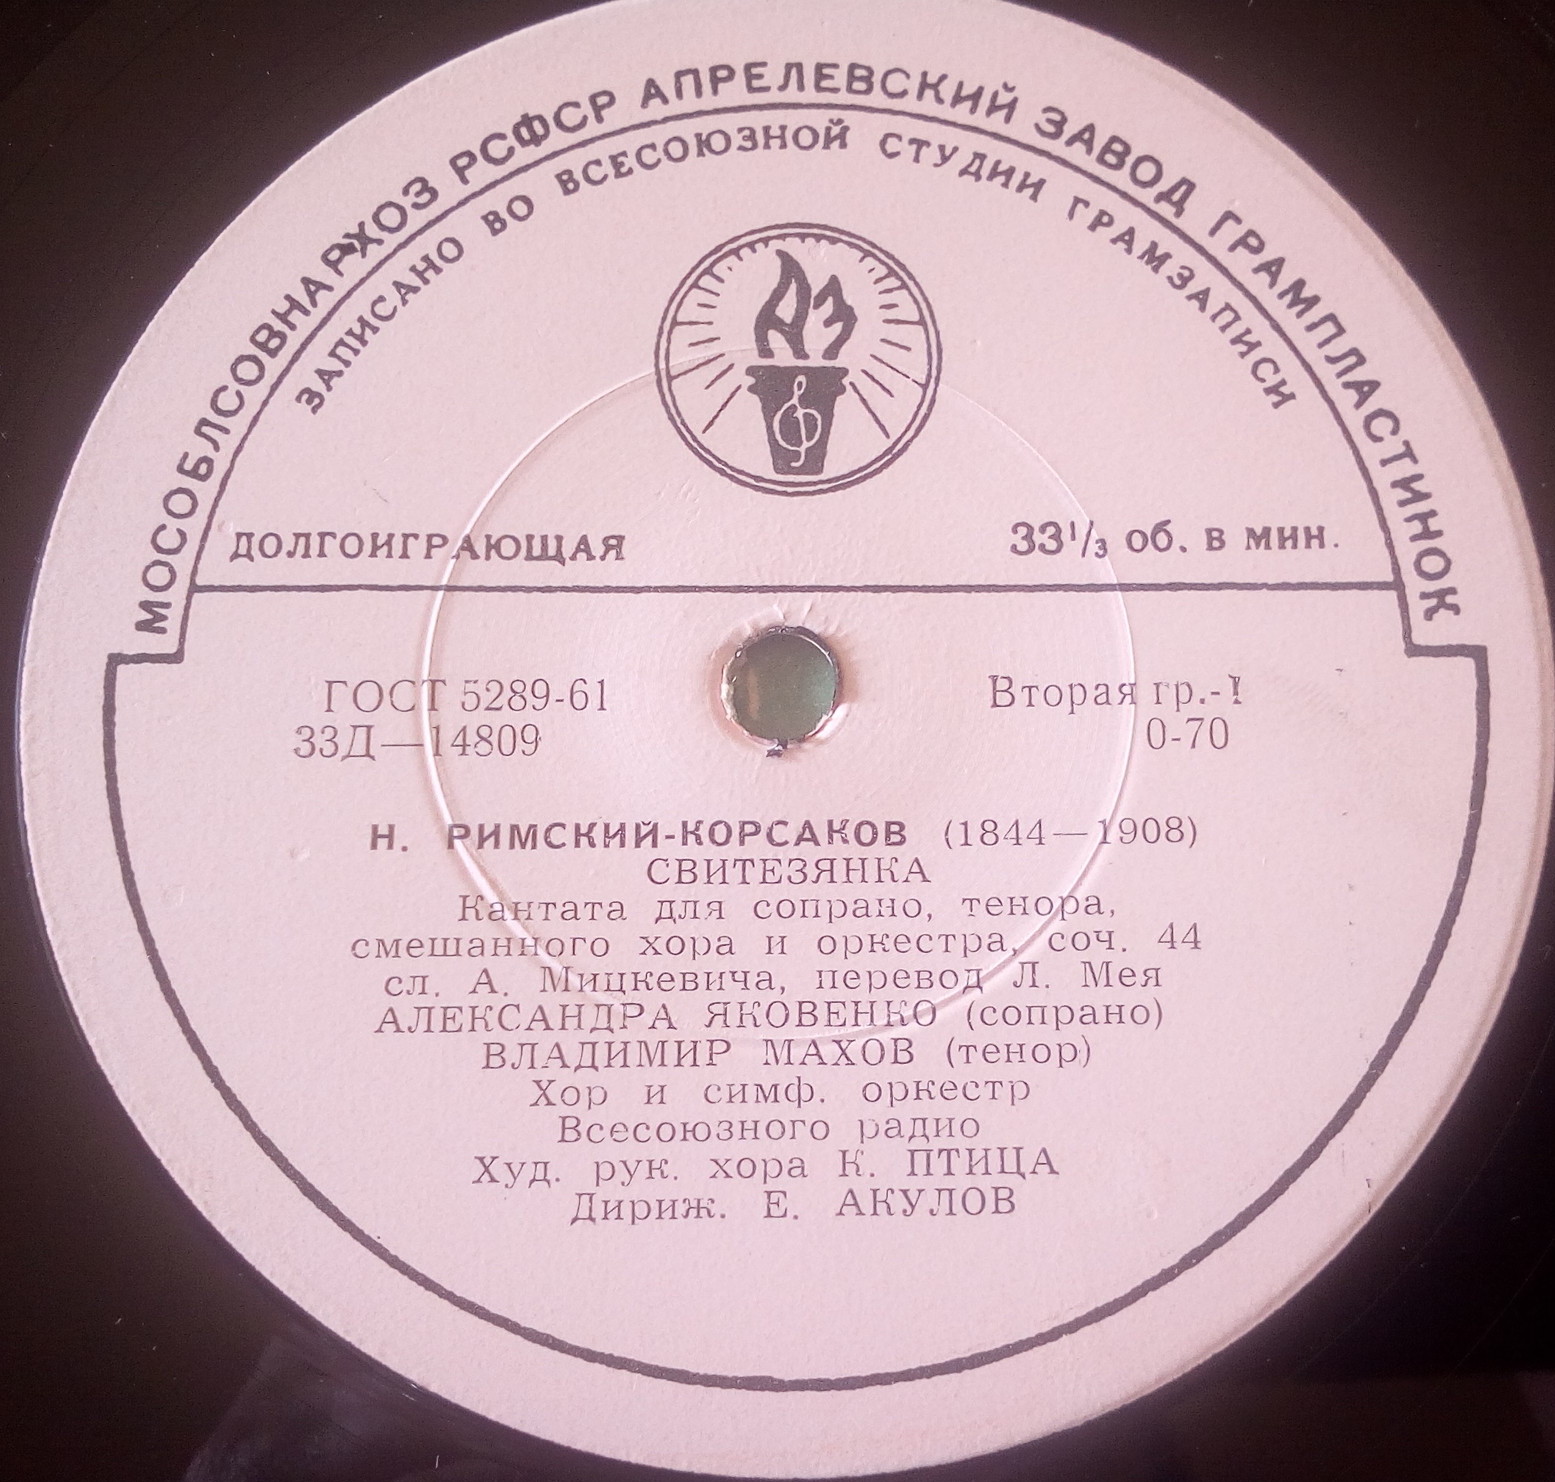 МОСОБЛСОВНАРХОЗ РСФСР АПРЕЛЕВСКИЙ ЗАВОД ГРАМПЛАСТИНОК
ЗАПИСАНО ВО ВСЕСОЮЗНОЙ СТУДИИ ГРАМЗАПИСИ
АЗ
ДОЛГОИГРАЮЩАЯ 33⅓ об. в мин.
ГОСТ 5289-61 Вторая гр.-1
33Д—14809 0-70
Н. РИМСКИЙ-КОРСАКОВ (1844—1908)
СВИТЕЗЯНКА
Кантата для сопрано, тенора,
смешанного хора и оркестра, соч. 44
сл. А. Мицкевича, перевод Л. Мея
АЛЕКСАНДРА ЯКОВЕНКО (сопрано)
ВЛАДИМИР МАХОВ (тенор)
Хор и симф. оркестр
Всесоюзного радио
Худ. рук. хора К. ПТИЦА
Дириж. Е. АКУЛОВ